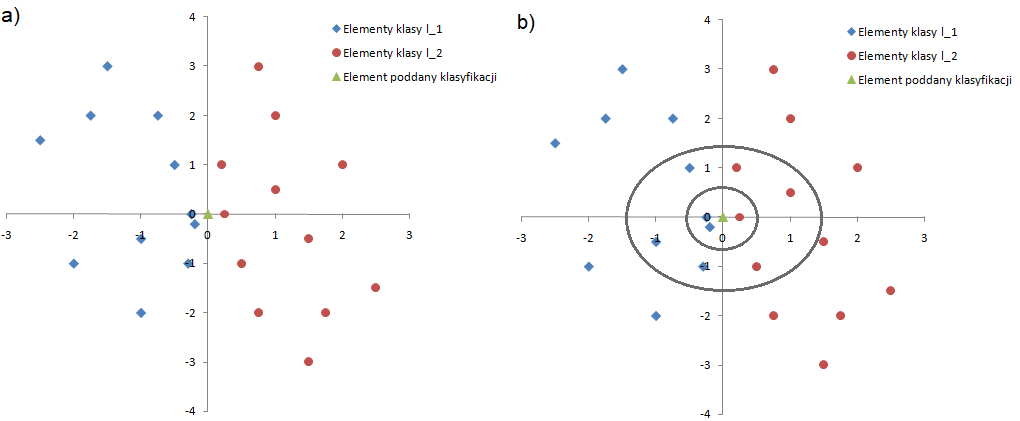 a)
Elementy klasy l_1
Elementy klasy l_2
Element poddany klasyfikacji
4
3
2
1
0
-1
-2
-3
-4
-3 -2 -1 0 1 2 3
b)
Elementy klasy l_1
Elementy klasy l_2
Element poddany klasyfikacji
4
3
2
1
0
-1
-2
-3
-4
-3 -2 -1 0 1 2 3